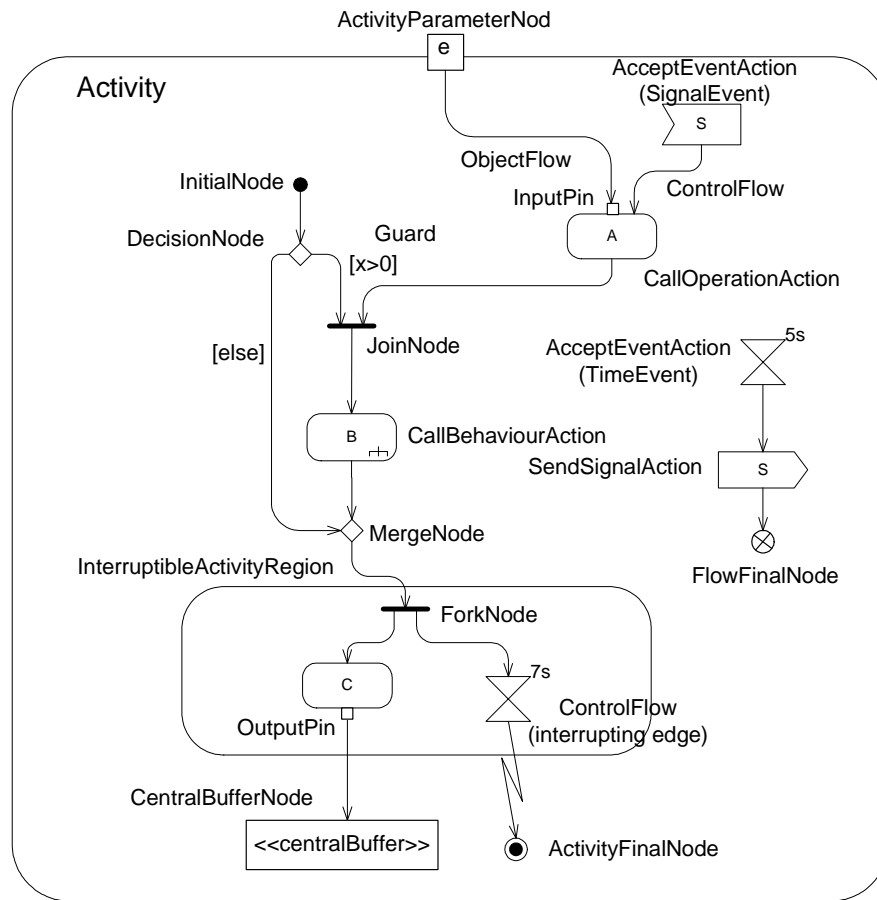 ActivityParameterNod
e
Activity
AcceptEventAction
(SignalEvent)
S
ObjectFlow
ControlFlow
InitialNode
InputPin
DecisionNode
Guard
A
[x>0]
CallOperationAction
[else]
JoinNode
5s
AcceptEventAction
(TimeEvent)
B
CallBehaviourAction
SendSignalAction
S
MergeNode
InterruptibleActivityRegion
FlowFinalNode
ForkNode
C
7s
OutputPin
ControlFlow
(interrupting edge)
CentralBufferNode
<<centralBuffer>>
ActivityFinalNode